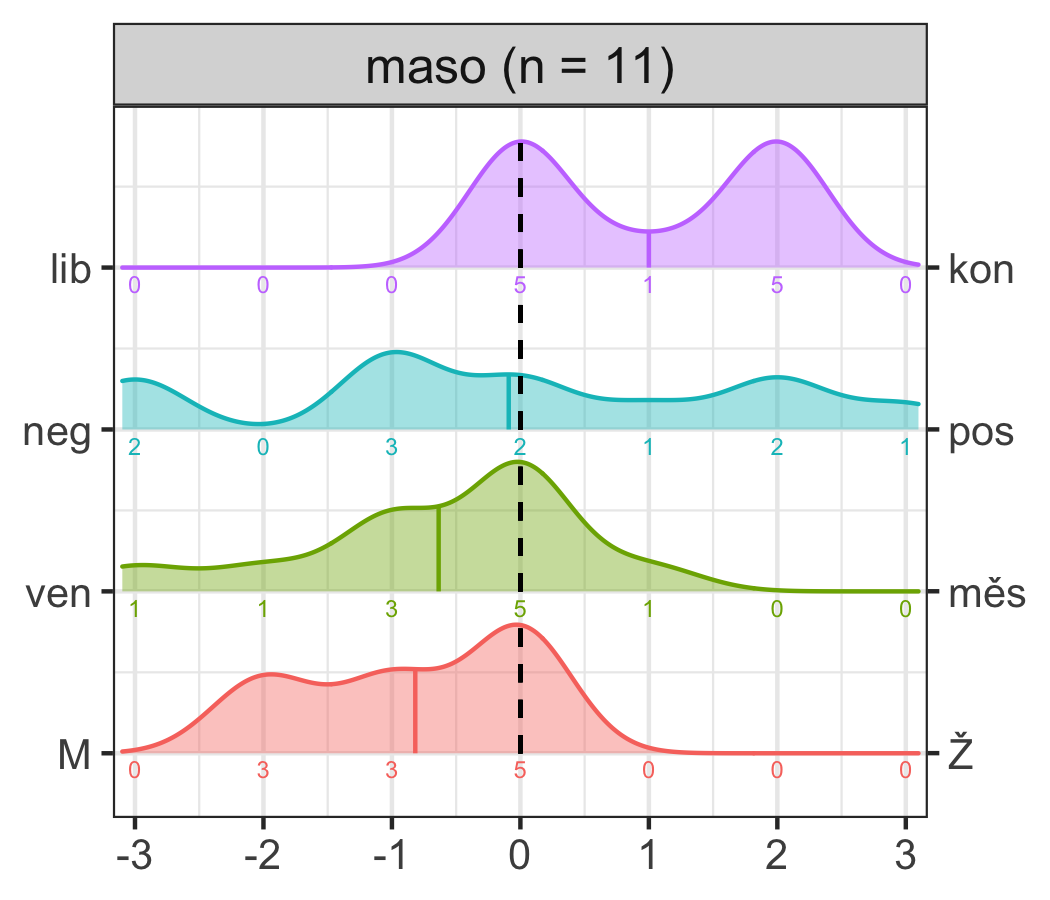 maso (n = 11)
lib kon
0 0 0 5 1 5 0
neg pos
2 0 3 2 1 2 1
ven měs
1 1 3 5 1 0 0
M Ž
0 3 3 5 0 0 0
-3 -2 -1 0 1 2 3